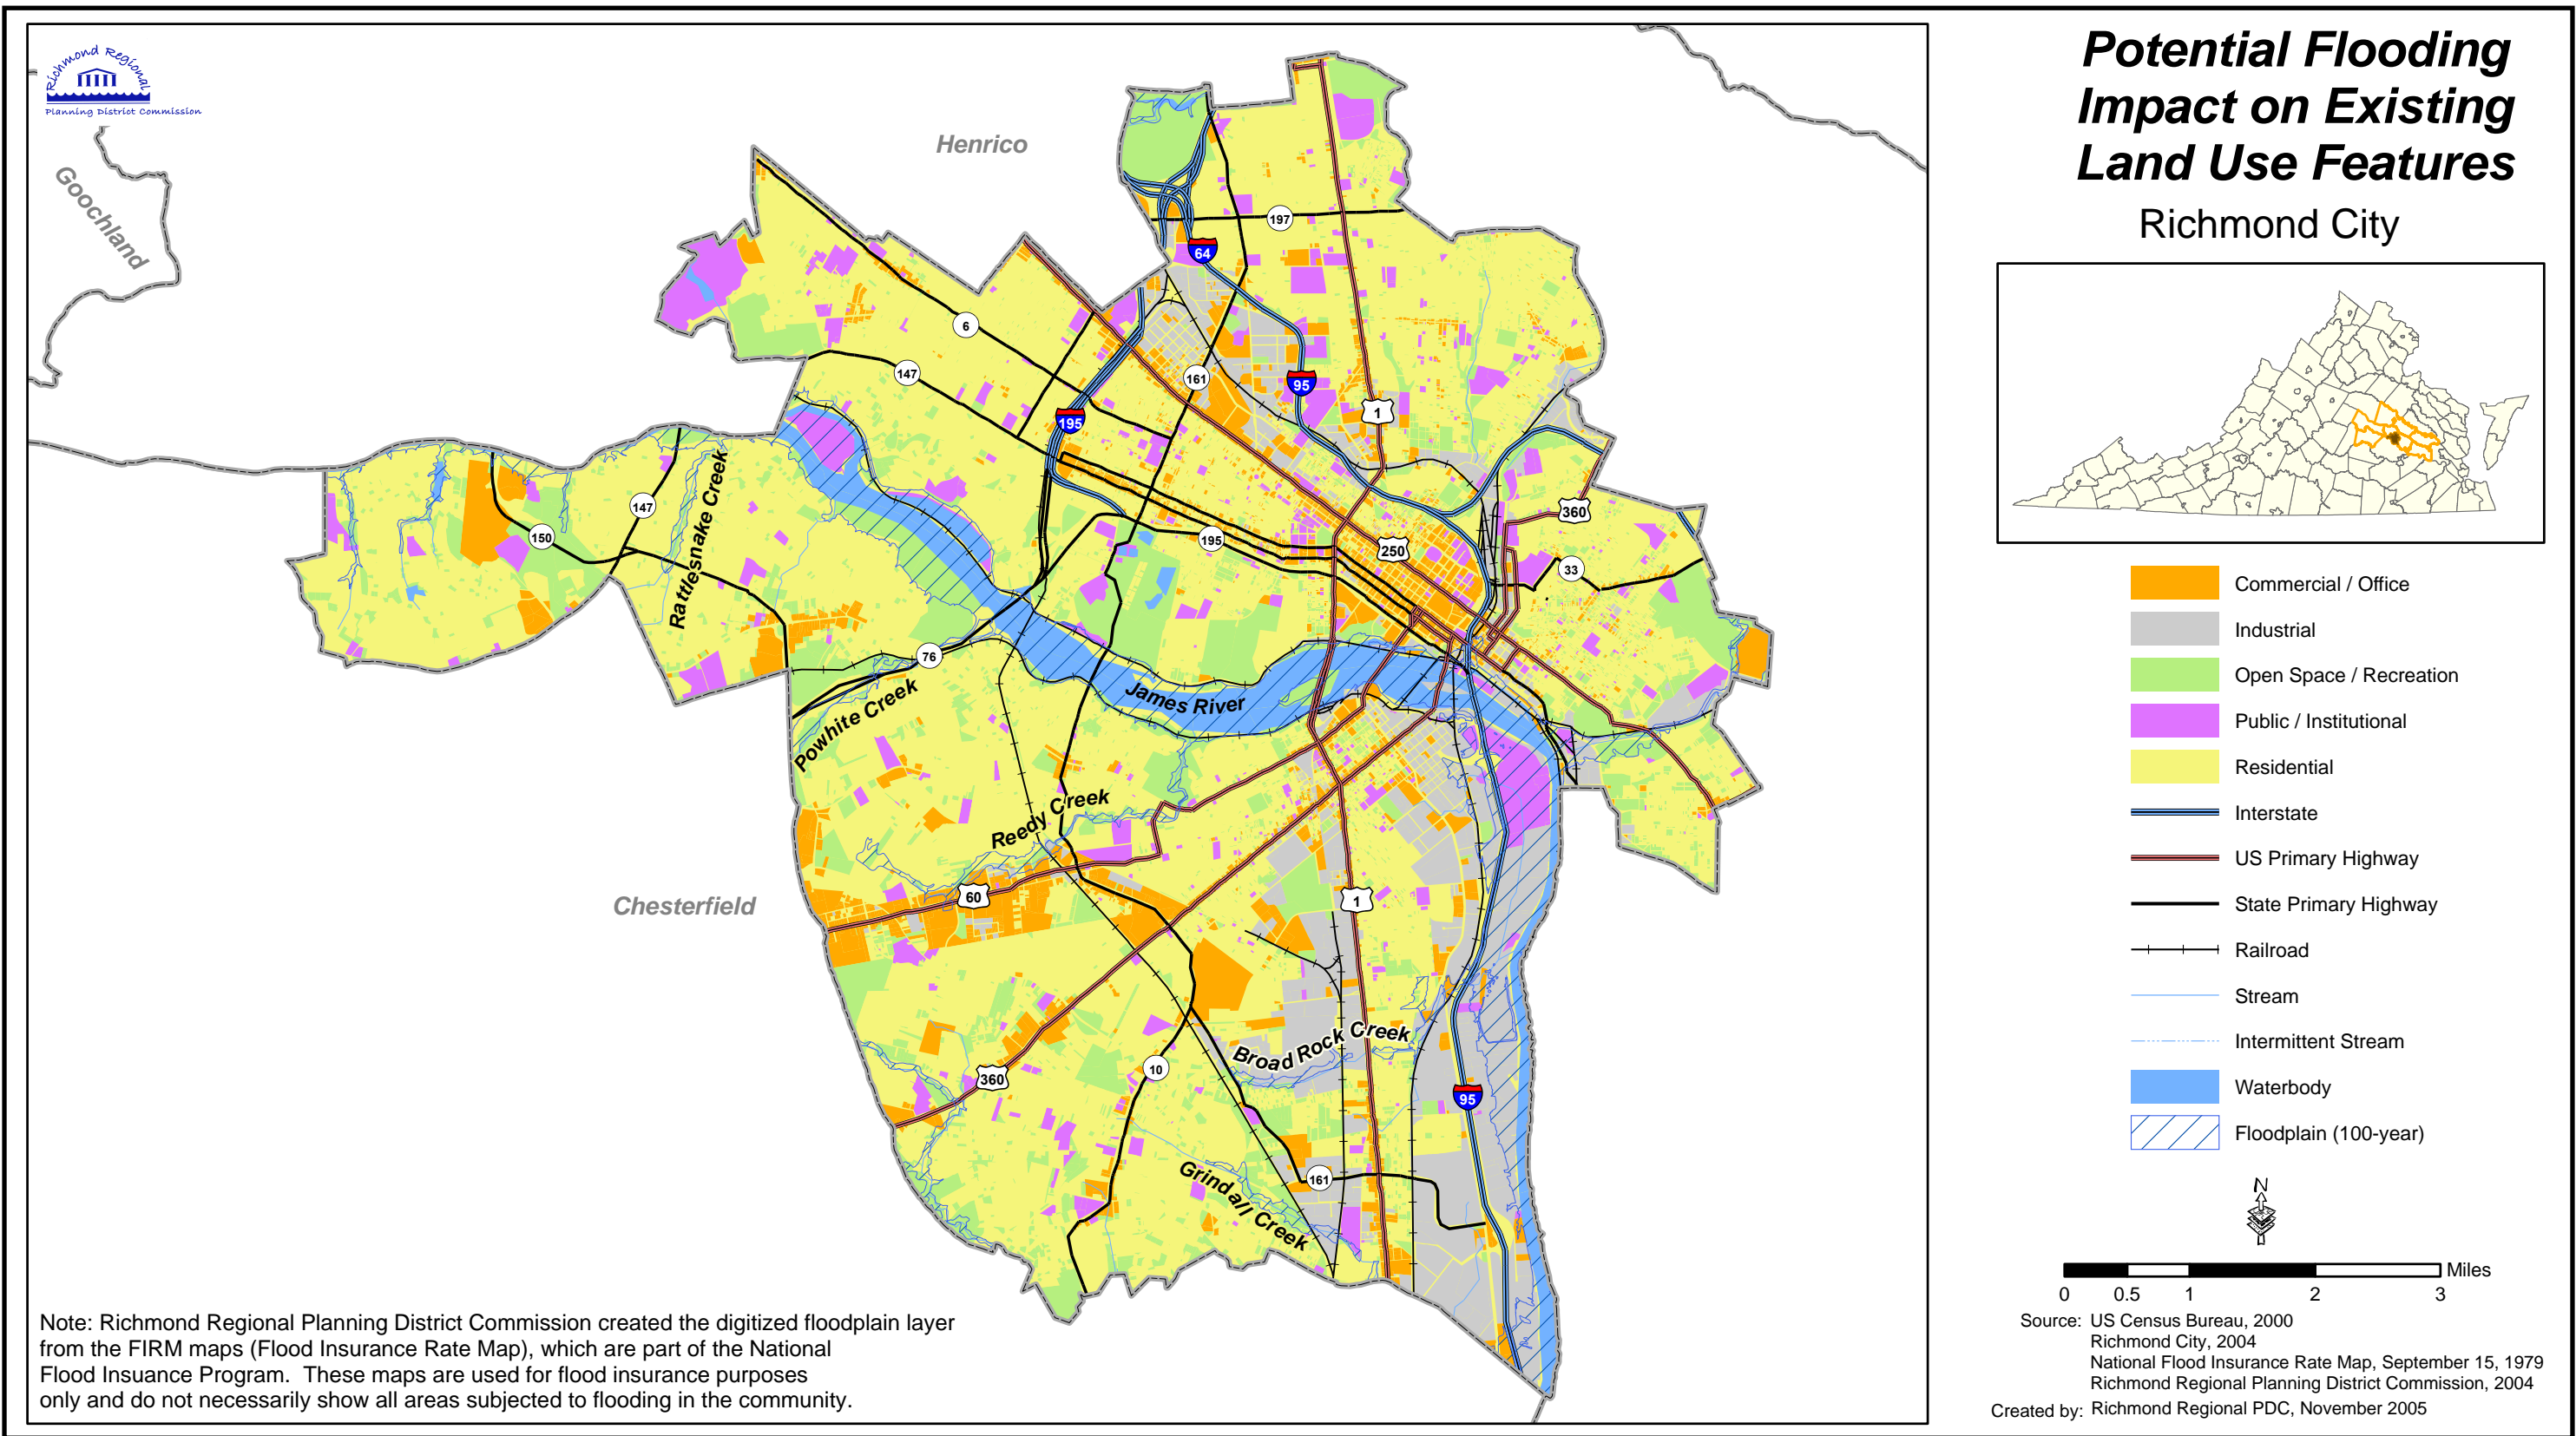 Richmond Regional
Planning District Commission
Potential Flooding
Impact on Existing
Land Use Features
Richmond City
Goochland
Henrico
Chesterfield
197
64
6
147
161
95
1
195
147
150
Rattlesnake Creek
360
250
195
33
76
James River
Powhite Creek
Reedy Creek
60
1
Broad Rock Creek
360
10
95
161
Grindall Creek
Commercial / Office
Industrial
Open Space / Recreation
Public / Institutional
Residential
Interstate
US Primary Highway
State Primary Highway
Railroad
Stream
Intermittent Stream
Waterbody
Floodplain (100-year)
N
Miles
0 0.5 1 2 3
Source: US Census Bureau, 2000
Richmond City, 2004
National Flood Insurance Rate Map, September 15, 1979
Richmond Regional Planning District Commission, 2004
Created by: Richmond Regional PDC, November 2005
Note: Richmond Regional Planning District Commission created the digitized floodplain layer
from the FIRM maps (Flood Insurance Rate Map), which are part of the National
Flood Insuance Program. These maps are used for flood insurance purposes
only and do not necessarily show all areas subjected to flooding in the community.